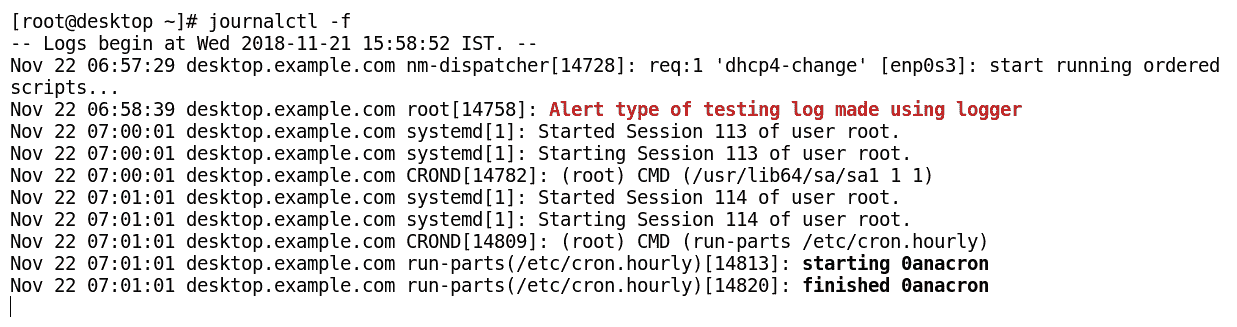 [root@desktop ~]# journalctl -f
-- Logs begin at Wed 2018-11-21 15:58:52 IST. --
Nov 22 06:57:29 desktop.example.com nm-dispatcher[14728]: req:1 'dhcp4-change' [enp0s3]: start running ordered
scripts...
Nov 22 06:58:39 desktop.example.com root[14758]: Alert type of testing log made using logger
Nov 22 07:00:01 desktop.example.com systemd[1]: Started Session 113 of user root.
Nov 22 07:00:01 desktop.example.com systemd[1]: Starting Session 113 of user root.
Nov 22 07:00:01 desktop.example.com CROND[14782]: (root) CMD (/usr/lib64/sa/sa1 1 1)
Nov 22 07:01:01 desktop.example.com systemd[1]: Started Session 114 of user root.
Nov 22 07:01:01 desktop.example.com systemd[1]: Starting Session 114 of user root.
Nov 22 07:01:01 desktop.example.com CROND[14809]: (root) CMD (run-parts /etc/cron.hourly)
Nov 22 07:01:01 desktop.example.com run-parts(/etc/cron.hourly)[14813]: starting 0anacron
Nov 22 07:01:01 desktop.example.com run-parts(/etc/cron.hourly)[14820]: finished 0anacron